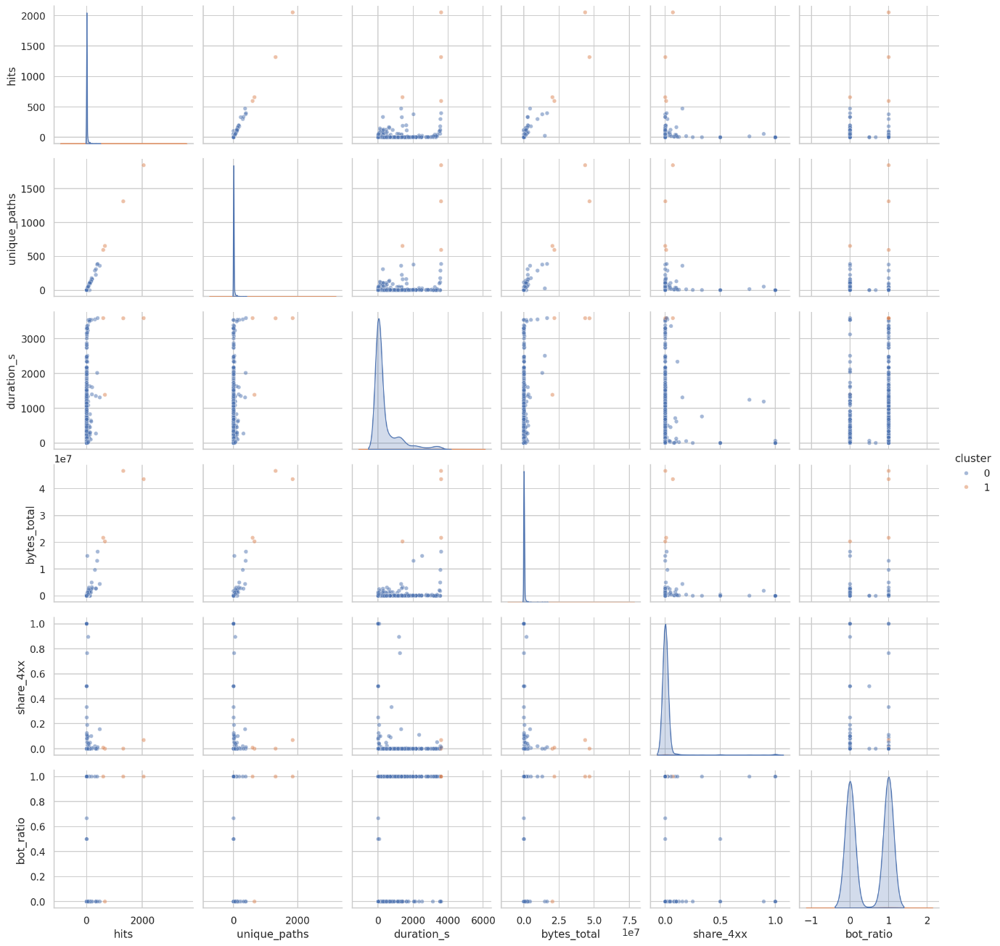 2000
1500
1000
500
0
hits
1500
1000
500
0
unique_paths
3000
2000
1000
0
duration_s
1e7
4
3
2
1
0
bytes_total
1.0
0.8
0.6
0.4
0.2
0.0
share_4xx
1.0
0.8
0.6
0.4
0.2
0.0
bot_ratio
0 2000
hits
0 2000
unique_paths
0 2000 4000 6000
duration_s
0.0 2.5 5.0 7.5
1e7
bytes_total
0.0 0.5 1.0
share_4xx
−1 0 1 2
bot_ratio
cluster
0
1